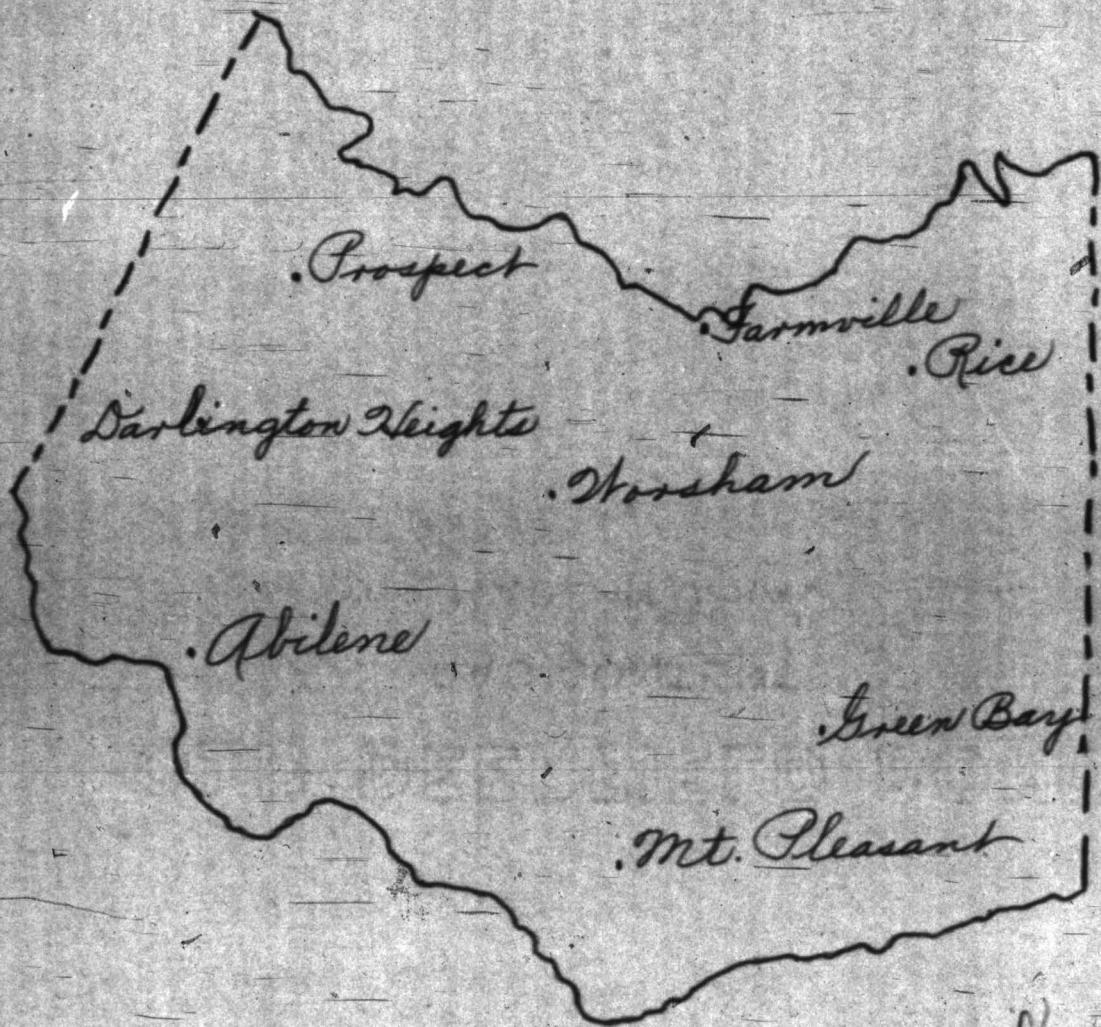 Prospect
Farmville
Rice
Darlington Heights
Worsham
Abilene
Green Bay
Mt. Pleasant
N